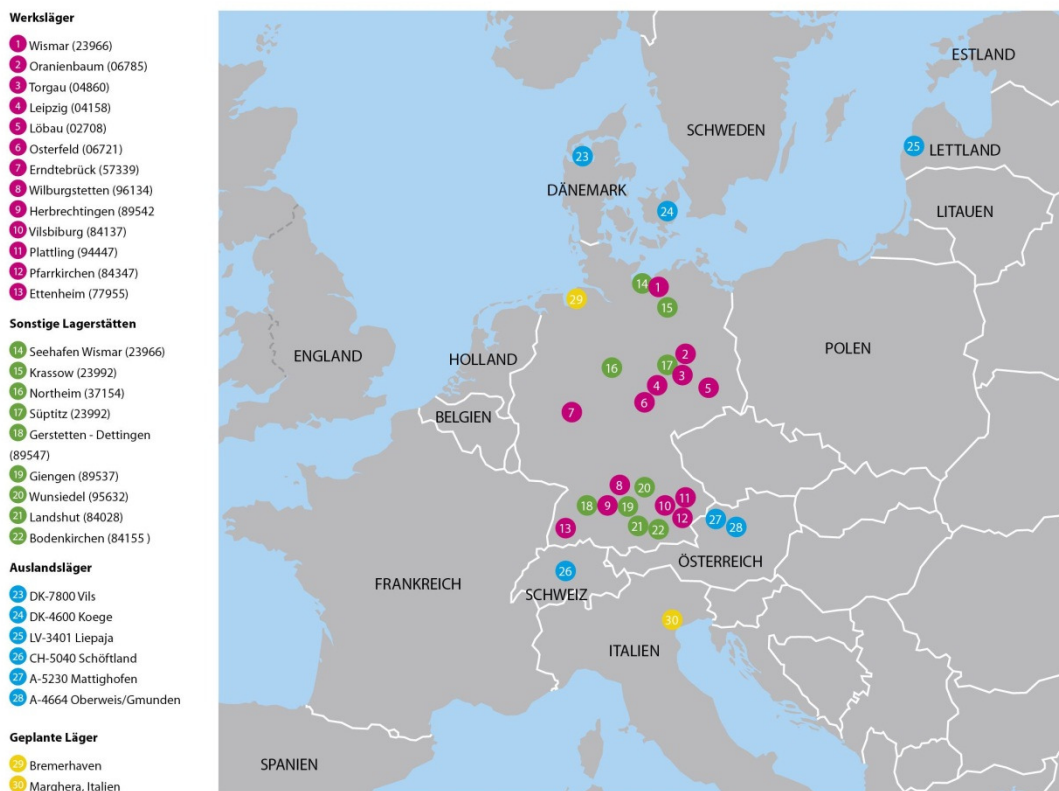 Werksläger
1 Wismar (23966)
2 Oranienbaum (06785)
3 Torgau (04860)
4 Leipzig (04158)
5 Löbau (02708)
6 Osterfeld (06721)
7 Erndtebrück (57339)
8 Wilburgstetten (96134)
9 Herbrechtingen (89542
10 Vilsbiburg (84137)
11 Plattling (94447)
12 Pfarrkirchen (84347)
13 Ettenheim (77955)
Sonstige Lagerstätten
14 Seehafen Wismar (23966)
15 Krassow (23992)
16 Northeim (37154)
17 Süptitz (23992)
18 Gerstetten - Dettingen
(89547)
19 Giengen (89537)
20 Wunsiedel (95632)
21 Landshut (84028)
22 Bodenkirchen (84155 )
Auslandsläger
23 DK-7800 Vils
24 DK-4600 Koege
25 LV-3401 Liepaja
26 CH-5040 Schöftland
27 A-5230 Mattighofen
28 A-4664 Oberweis/Gmunden
Geplante Läger
29 Bremerhaven
30 Marghera, Italien
ESTLAND
SCHWEDEN
25
LETTLAND
23
DÄNEMARK
24
LITAUEN
14
1
29
15
ENGLAND
HOLLAND
POLEN
2
16
17
3
4
5
6
7
BELGIEN
8
20
11
18
9
19
10
12
27
28
13
21
22
ÖSTERREICH
FRANKREICH
26
SCHWEIZ
30
ITALIEN
SPANIEN